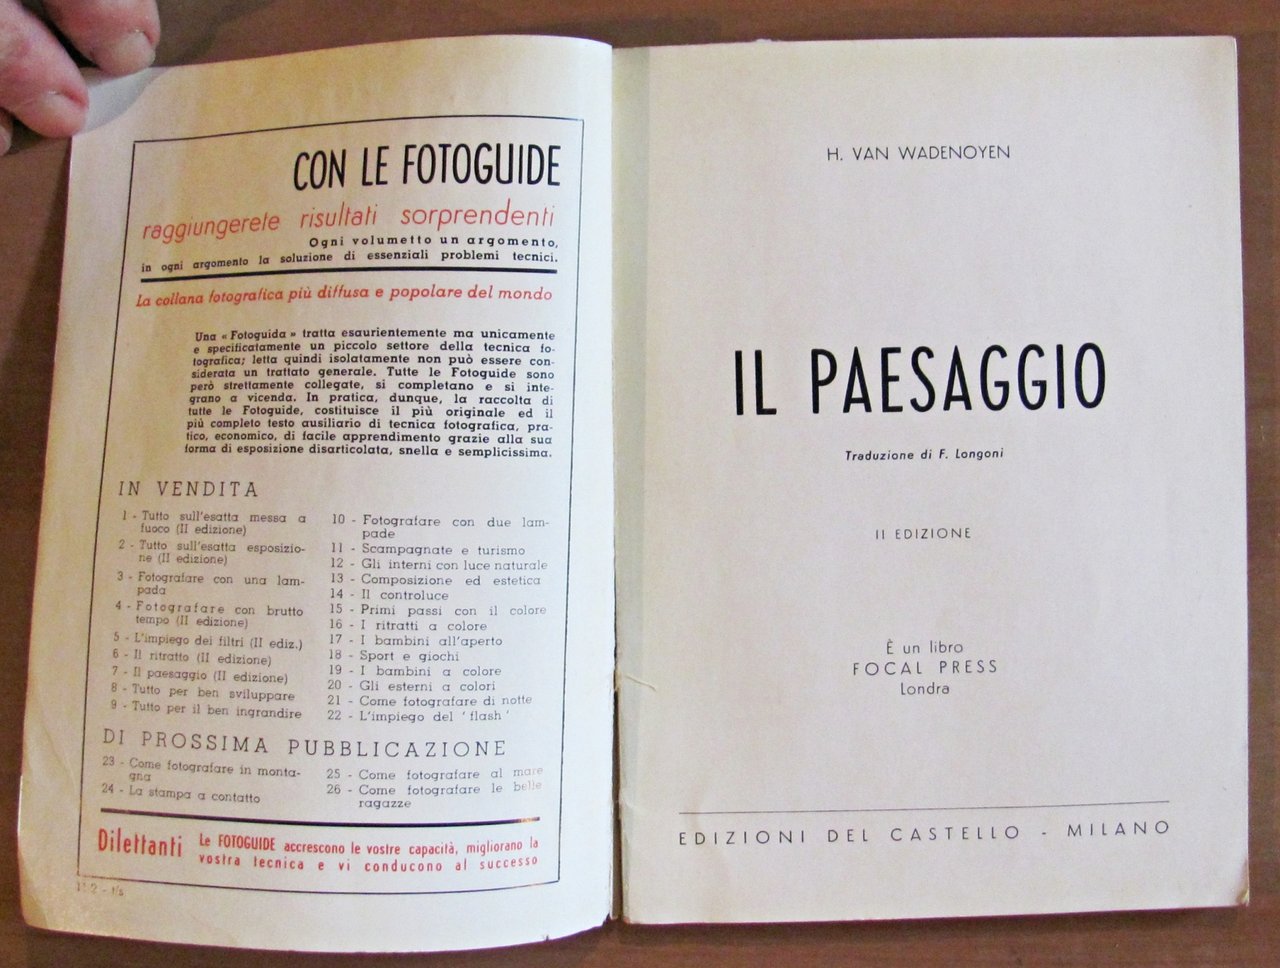 CON LE FOTOGUIDE
raggiungerete risultati sorprendenti
Ogni volumetto un argomento,
in ogni argomento la soluzione di essenziali problemi tecnici.
La collana fotografica più diffusa e popolare del mondo
Una « Fotoguida » tratta esaurientemente ma unicamente
e specificatamente un piccolo settore della tecnica fo-
tografica; letta quindi isolatamente non può essere con-
siderata un trattato generale. Tutte le Fotoguide sono
però strettamente collegate, si completano e si inte-
grano a vicenda. In pratica, dunque, la raccolta di
tutte le Fotoguide, costituisce il più originale ed il
più completo testo ausiliario di tecnica fotografica, pra-
tico, economico, di facile apprendimento grazie alla sua
forma di esposizione disarticolata, snella e semplicissima.
IN VENDITA
1 - Tutto sull'esatta messa a
fuoco (II edizione)
2 - Tutto sull'esatta esposizio-
ne (II edizione)
3 - Fotografare con una lam-
pada
4 - Fotografare con brutto
tempo (II edizione)
5 - L'impiego dei filtri (II ediz.)
6 - Il ritratto (II edizione)
7 - Il paesaggio (II edizione)
8 - Tutto per ben sviluppare
9 - Tutto per il ben ingrandire
10 - Fotografare con due lam-
pade
11 - Scampagnate e turismo
12 - Gli interni con luce naturale
13 - Composizione ed estetica
14 - Il controluce
15 - Primi passi con il colore
16 - I ritratti a colore
17 - I bambini all'aperto
18 - Sport e giochi
19 - I bambini a colore
20 - Gli esterni a colori
21 - Come fotografare di notte
22 - L'impiego del 'flash'
DI PROSSIMA PUBBLICAZIONE
23 - Come fotografare in monta-
gna
24 - La stampa a contatto
25 - Come fotografare al mare
26 - Come fotografare le belle
ragazze
Dilettanti Le FOTOGUIDE accrescono le vostre capacità, migliorano la
vostra tecnica e vi conducono al successo
H. VAN WADENOYEN
IL PAESAGGIO
Traduzione di F. Longoni
II EDIZIONE
È un libro
FOCAL PRESS
Londra
EDIZIONI DEL CASTELLO - MILANO